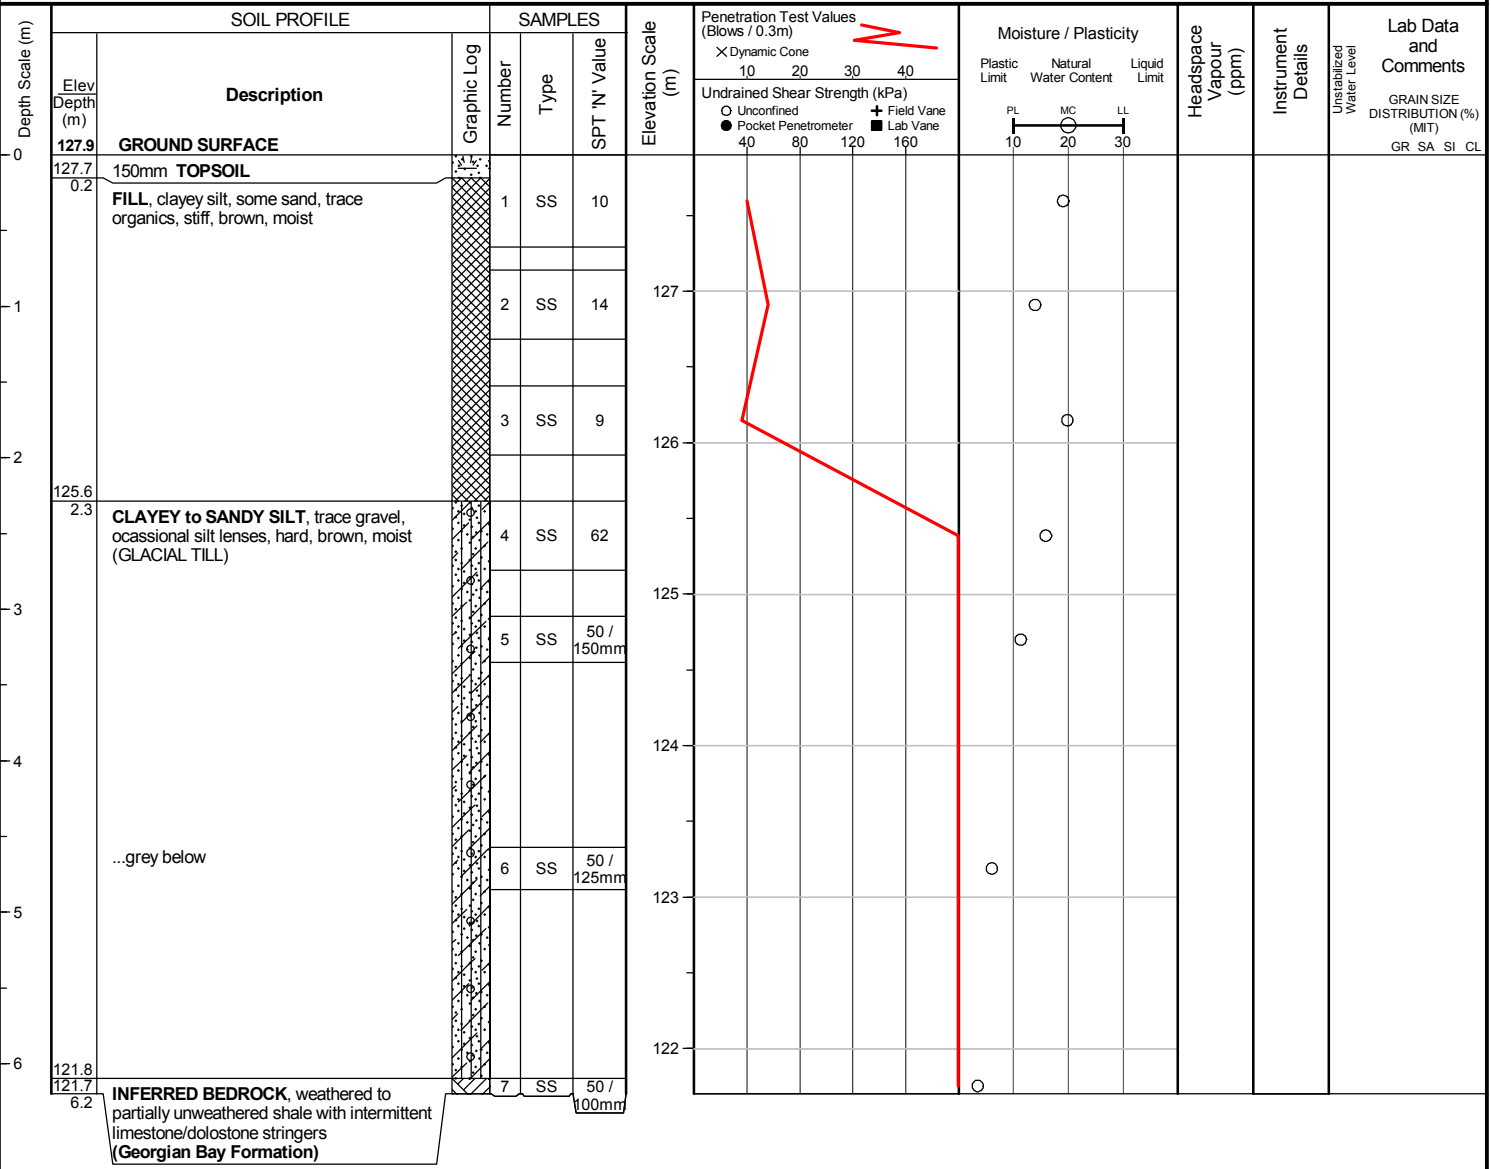 SOIL PROFILE
SAMPLES
Depth Scale (m)
Elev
Depth
(m)
Description
Graphic Log
Number
Type
SPT 'N' Value
Elevation Scale
(m)
Penetration Test Values
(Blows / 0.3m)
× Dynamic Cone
10 20 30 40
Undrained Shear Strength (kPa)
Unconfined Field Vane
Pocket Penetrometer Lab Vane
40 80 120 160
Moisture / Plasticity
Plastic Natural Liquid
Limit Water Content Limit
PL MC LL
10 20 30
Headspace
Vapour
(ppm)
Instrument
Details
Unstabilized
Water Level
Lab Data
and
Comments
GRAIN SIZE
DISTRIBUTION (%)
(MIT)
GR SA SI CL
127.9 GROUND SURFACE
0
127.7 150mm TOPSOIL
0.2
FILL, clayey silt, some sand, trace
organics, stiff, brown, moist
1 SS 10
127
1
2 SS 14
3 SS 9
126
2
125.6
2.3
CLAYEY to SANDY SILT, trace gravel,
ocassional silt lenses, hard, brown, moist
(GLACIAL TILL)
4 SS 62
125
3
5 SS 50 /
150mm
124
4
...grey below
6 SS 50 /
125mm
123
5
122
6
121.8
121.7
6.2
INFERRED BEDROCK, weathered to
partially unweathered shale with intermittent
limestone/dolostone stringers
(Georgian Bay Formation)
7 SS 50 /
100mm